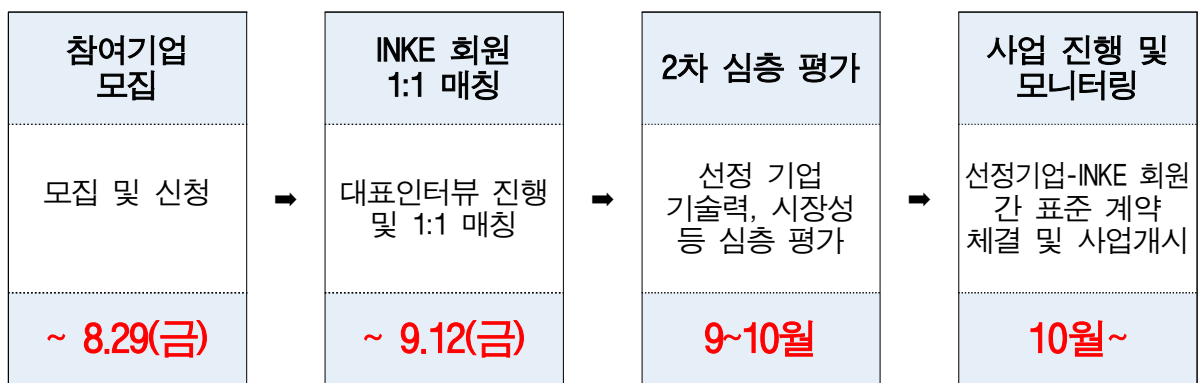 참여기업
모집
모집 및 신청
~ 8.29(금)
➡
INKE 회원
1:1 매칭
대표인터뷰 진행
및 1:1 매칭
~ 9.12(금)
➡
2차 심층 평가
선정 기업
기술력, 시장성
등 심층 평가
9~10월
➡
사업 진행 및
모니터링
선정기업-INKE 회원
간 표준 계약
체결 및 사업개시
10월~